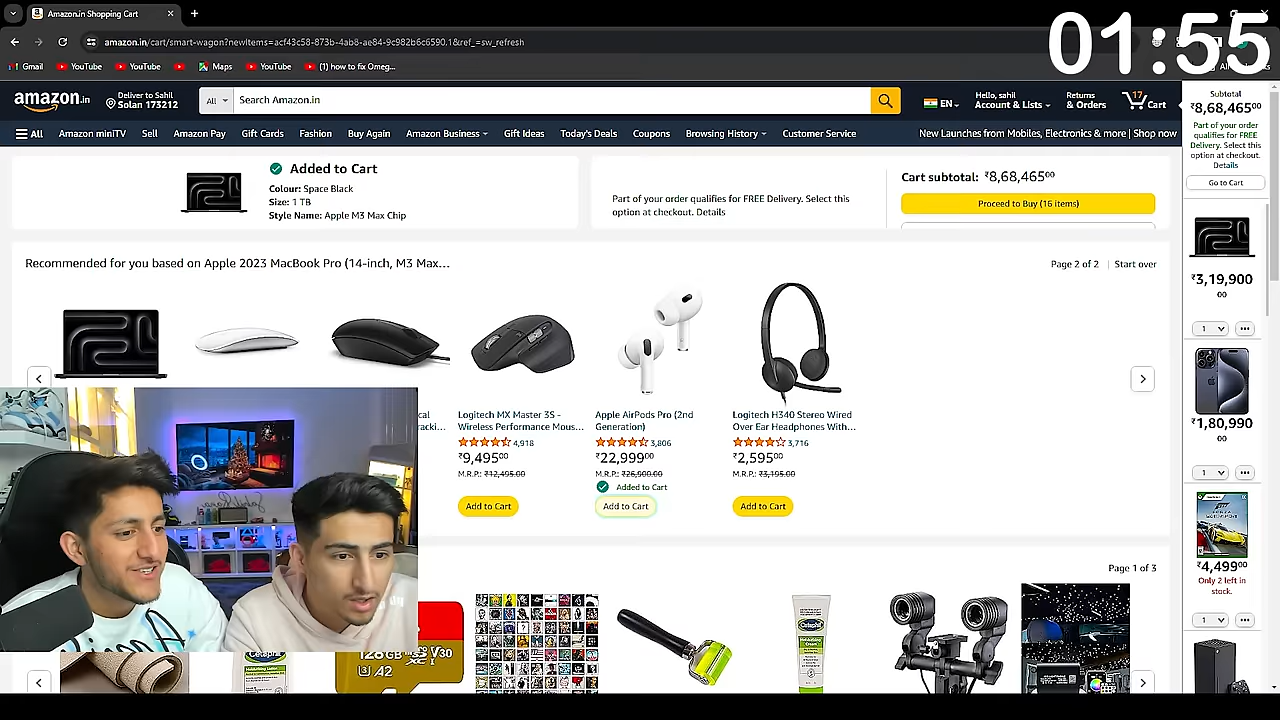 Amazon.in Shopping Cart
01:55
amazon.in/cart/smart-wagon?newItems=acf43c58-873b-4ab8-ae84-9c982b6c6590,1&ref_=sw_refresh
Gmail
YouTube
YouTube
Maps
YouTube
(1) how to fix Omeg...
amazon.in
Deliver to Sahil
Solan 173212
All
Search Amazon.in
EN
Hello, sahil
Account & Lists
Returns
& Orders
17
Cart
All
Amazon miniTV
Sell
Amazon Pay
Gift Cards
Fashion
Buy Again
Amazon Business
Gift Ideas
Today's Deals
Coupons
Browsing History
Customer Service
New Launches from Mobiles, Electronics & more | Shop now
Subtotal
₹8,68,465.00
Part of your order
qualifies for FREE
Delivery. Select this
option at checkout.
Details
Go to Cart
Added to Cart
Colour: Space Black
Size: 1 TB
Style Name: Apple M3 Max Chip
Part of your order qualifies for FREE Delivery. Select this
option at checkout. Details
Cart subtotal: ₹8,68,465.00
Proceed to Buy (16 items)
Recommended for you based on Apple 2023 MacBook Pro (14-inch, M3 Max...
Page 2 of 2 | Start over
Logitech MX Master 3S -
Wireless Performance Mous...
4,918
₹9,495.00
M.R.P.: ₹12,495.00
Add to Cart
Apple AirPods Pro (2nd
Generation)
3,806
₹22,999.00
M.R.P.: ₹26,900.00
Added to Cart
Add to Cart
Logitech H340 Stereo Wired
Over Ear Headphones With...
3,716
₹2,595.00
M.R.P.: ₹3,195.00
Add to Cart
₹3,19,900
00
1
₹1,80,990
00
1
₹4,499.00
Only 2 left in
stock.
1
Page 1 of 3
128GB
V30
U3 A2
Cetaphil